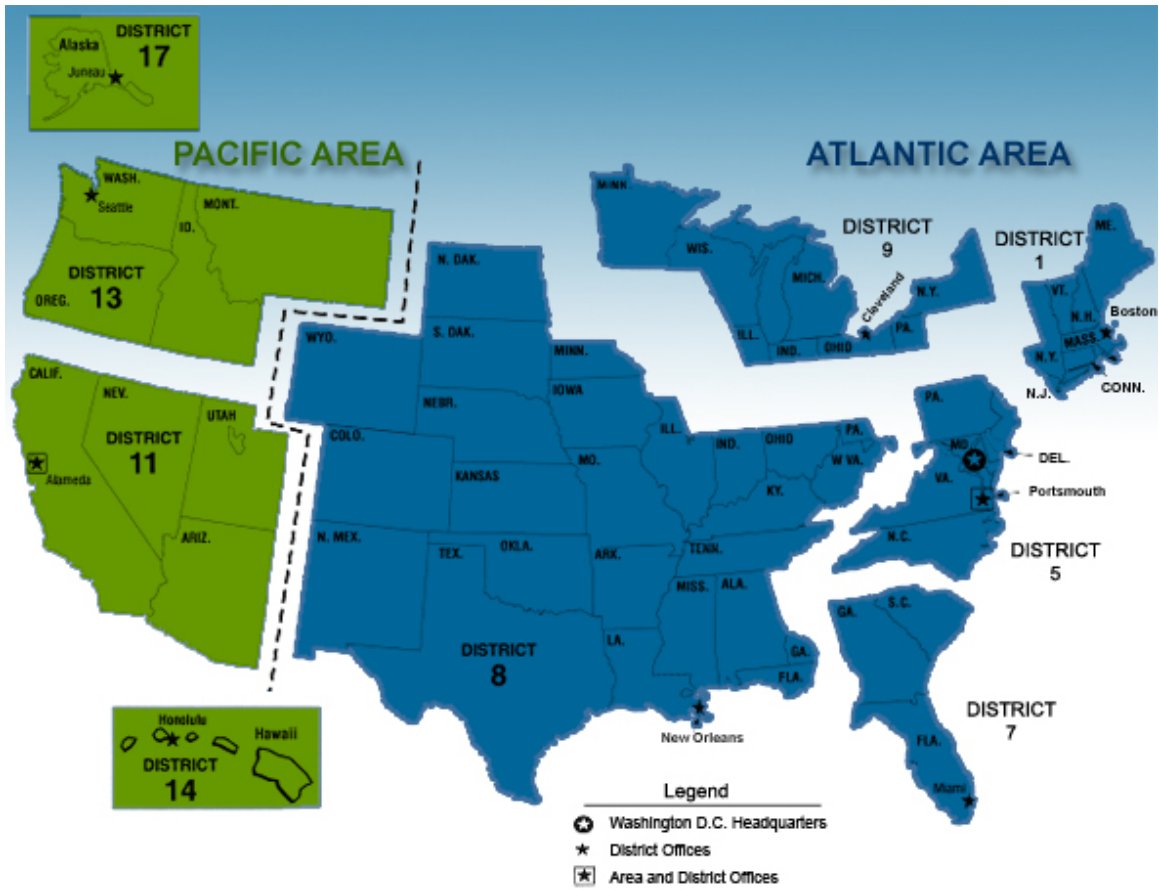 DISTRICT
17
Alaska
Juneau
PACIFIC AREA
ATLANTIC AREA
WASH.
Seattle
ID.
MONT.
DISTRICT
13
OREG.
CALIF.
NEV.
UTAH
DISTRICT
11
Alameda
ARIZ.
Honolulu
Hawaii
DISTRICT
14
N. DAK.
WYO.
S. DAK.
MINN.
NEBR.
IOWA
COLO.
ILL.
IND.
OHIO
PA.
KANSAS
MO.
W VA.
KY.
N. MEX.
TEX.
OKLA.
ARK.
TENN.
MISS.
ALA.
LA.
GA.
FLA.
DISTRICT
8
New Orleans
MINN.
WIS.
MICH.
DISTRICT
9
Cleveland
N.Y.
ILL.
IND.
OHIO
PA.
DISTRICT
1
ME.
VT.
N.H.
Boston
MASS.
N.Y.
N.J.
CONN.
PA.
MD.
DEL.
VA.
Portsmouth
N.C.
DISTRICT
5
GA.
S.C.
DISTRICT
7
FLA.
Miami
Legend
Washington D.C. Headquarters
District Offices
Area and District Offices